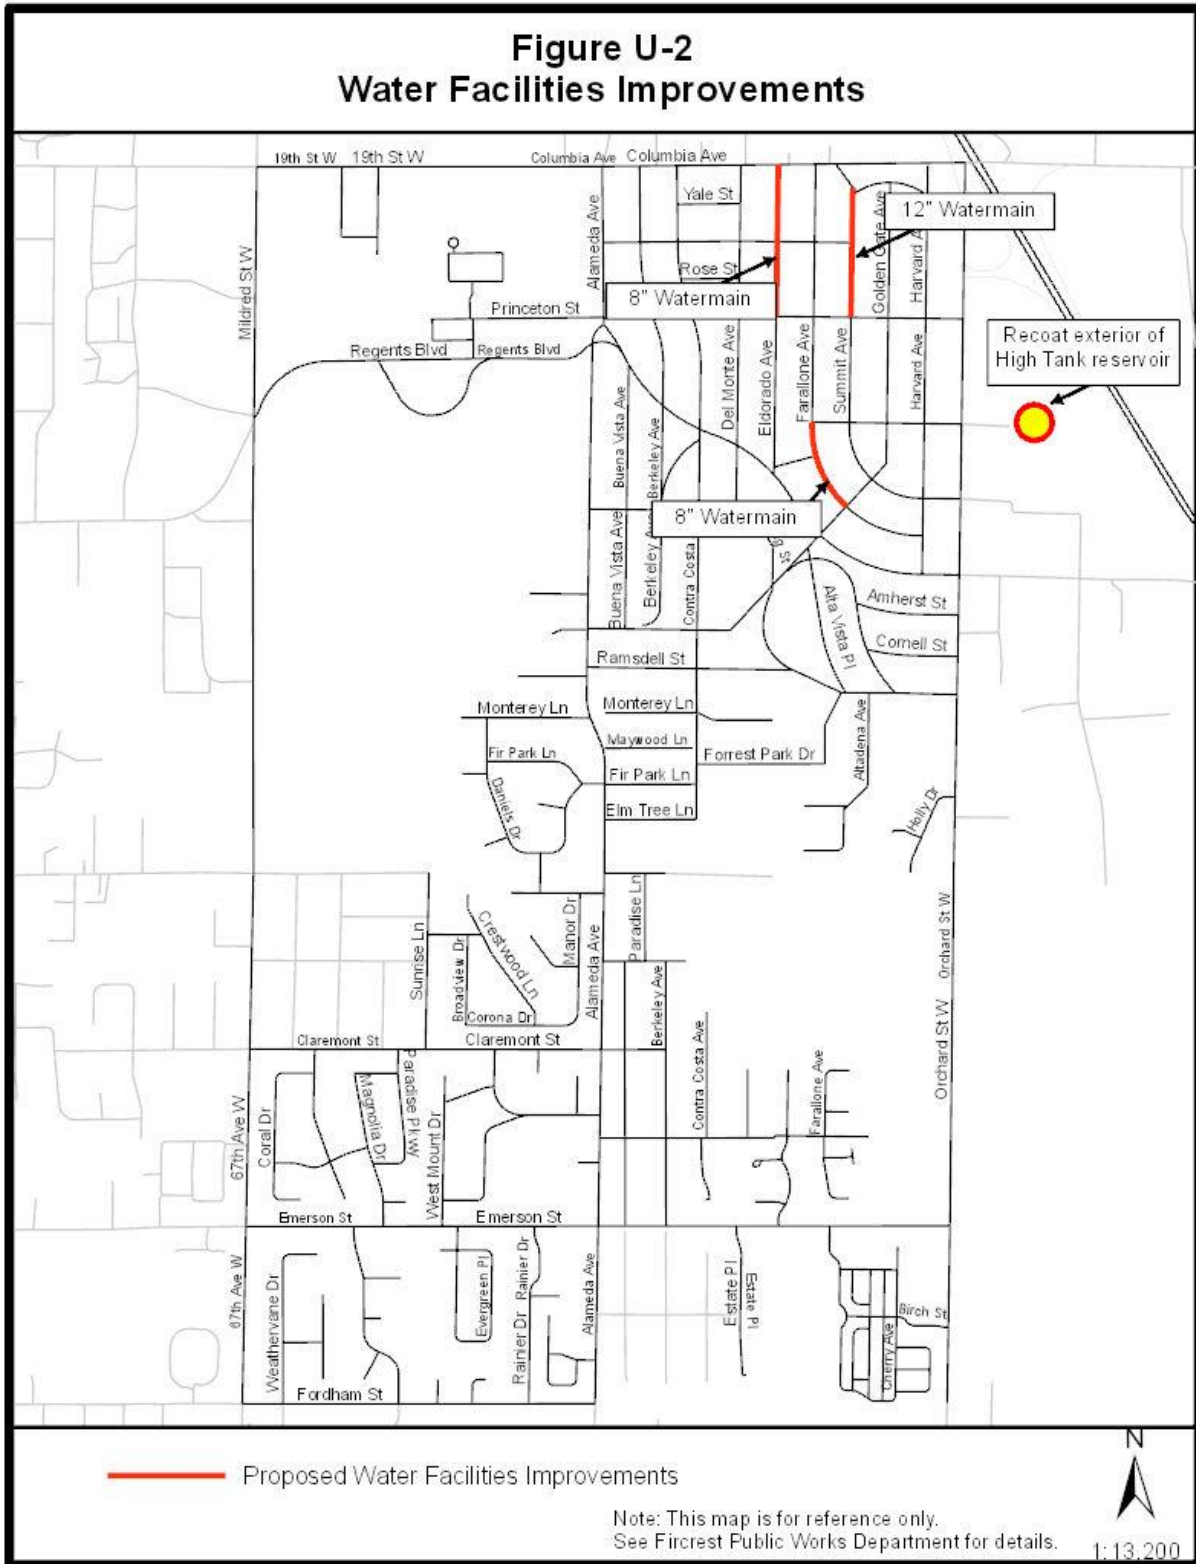 Figure U-2
Water Facilities Improvements
19th St W 19th St W Columbia Ave Columbia Ave
Yale St
12" Watermain
Alameda Ave
Golden Gate Ave
Harvard
Mildred St W
Rose St
8" Watermain
Princeton St
Recoat exterior of
High Tank reservoir
Regents Blvd Regents Blvd
Del Monte Ave
Eldorado Ave
Farallone Ave
Summit Ave
Harvard Ave
Buena Vista Ave
Berkeley Ave
8" Watermain
Buena Vista Ave
Berkeley Ave
Contra Costa
St
Alta Vista Pl
Amherst St
Cornell St
Ramsdell St
Monterey Ln Monterey Ln
Maywood Ln
Fir Park Ln
Forrest Park Dr
Altadena Ave
Fir Park Ln
Daniels Dr
Elm Tree Ln
Holly Dr
Paradise Ln
Orchard St W
Crestwood Ln
Manor Dr
Sunrise Ln
Broadview Dr
Alameda Ave
Berkeley Ave
Corona Dr
Claremont St Claremont St
Contra Costa Ave
Farallone Ave
Orchard St W
67th Ave W
Coral Dr
Magnolia Dr
Paradise Pkwy
West Mount Dr
Emerson St Emerson St
67th Ave W
Weathervane Dr
Evergreen Pl
Rainier Dr
Rainier Dr
Alameda Ave
Estate Pl
Estate Pl
Birch St
Cherry Ave
Fordham St
Proposed Water Facilities Improvements
N
Note: This map is for reference only.
See Fircrest Public Works Department for details.
1:13,200